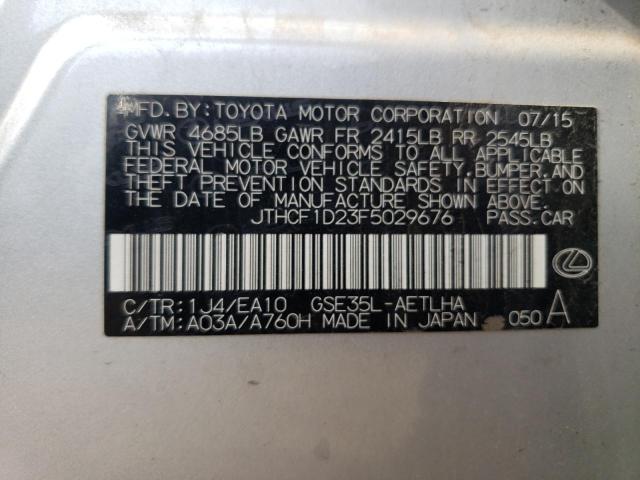 MFD. BY: TOYOTA MOTOR CORPORATION 07/15
GVWR 4685LB GAWR FR 2415LB RR 2545LB
THIS VEHICLE CONFORMS TO ALL APPLICABLE
FEDERAL MOTOR VEHICLE SAFETY, BUMPER, AND
THEFT PREVENTION STANDARDS IN EFFECT ON
THE DATE OF MANUFACTURE SHOWN ABOVE.
JTHCF1D23F5029676 PASS.CAR
C/TR: 1J4/EA10 GSE35L-AETLHA
A/TM: A03A/A760H MADE IN JAPAN 050 A